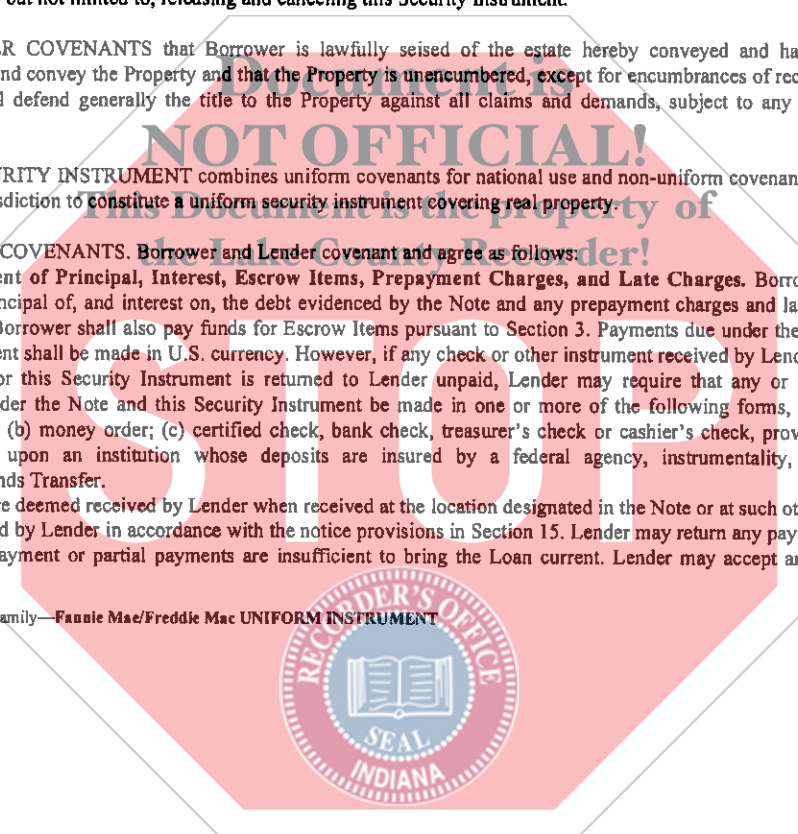 but not limited to, releasing and canceling this Security Instrument.
ER COVENANTS that Borrower is lawfully seised of the estate hereby conveyed and ha
nd convey the Property and that the Property is unencumbered, except for encumbrances of rec
l defend generally the title to the Property against all claims and demands, subject to any
Document is
NOT OFFICIAL!
This Document is the property of
the Lake County Recorder!
RITY INSTRUMENT combines uniform covenants for national use and non-uniform covenan
sdiction to constitute a uniform security instrument covering real property.
COVENANTS. Borrower and Lender covenant and agree as follows:
ent of Principal, Interest, Escrow Items, Prepayment Charges, and Late Charges. Borro
ncipal of, and interest on, the debt evidenced by the Note and any prepayment charges and la
Borrower shall also pay funds for Escrow Items pursuant to Section 3. Payments due under the
ent shall be made in U.S. currency. However, if any check or other instrument received by Lend
or this Security Instrument is returned to Lender unpaid, Lender may require that any or
der the Note and this Security Instrument be made in one or more of the following forms,
(b) money order; (c) certified check, bank check, treasurer's check or cashier's check, prov
upon an institution whose deposits are insured by a federal agency, instrumentality,
nds Transfer.
re deemed received by Lender when received at the location designated in the Note or at such ot
d by Lender in accordance with the notice provisions in Section 15. Lender may return any pay
ayment or partial payments are insufficient to bring the Loan current. Lender may accept a
STOP
amily—Fannie Mae/Freddie Mac UNIFORM INSTRUMENT
RECORDER'S OFFICE
SEAL
INDIANA